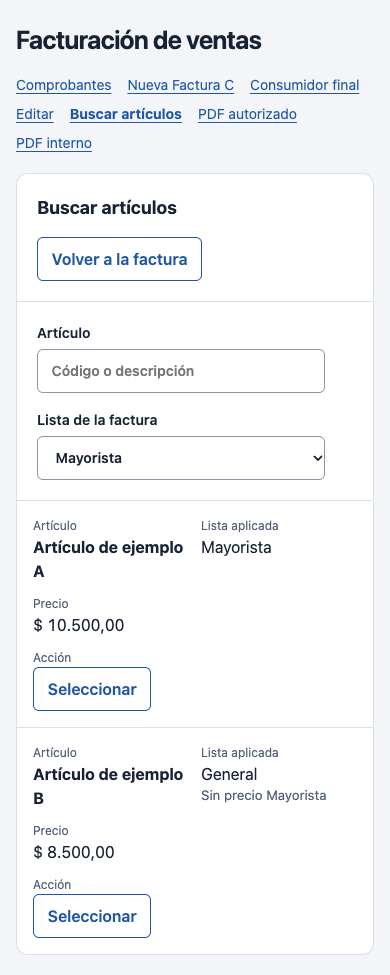 Facturación de ventas
Comprobantes Nueva Factura C Consumidor final
Editar Buscar artículos PDF autorizado
PDF interno
Buscar artículos
Volver a la factura
Artículo
Código o descripción
Lista de la factura
Mayorista
Artículo Lista aplicada
Artículo de ejemplo Mayorista
A
Precio
$ 10.500,00
Acción
Seleccionar
Artículo Lista aplicada
Artículo de ejemplo General
B Sin precio Mayorista
Precio
$ 8.500,00
Acción
Seleccionar